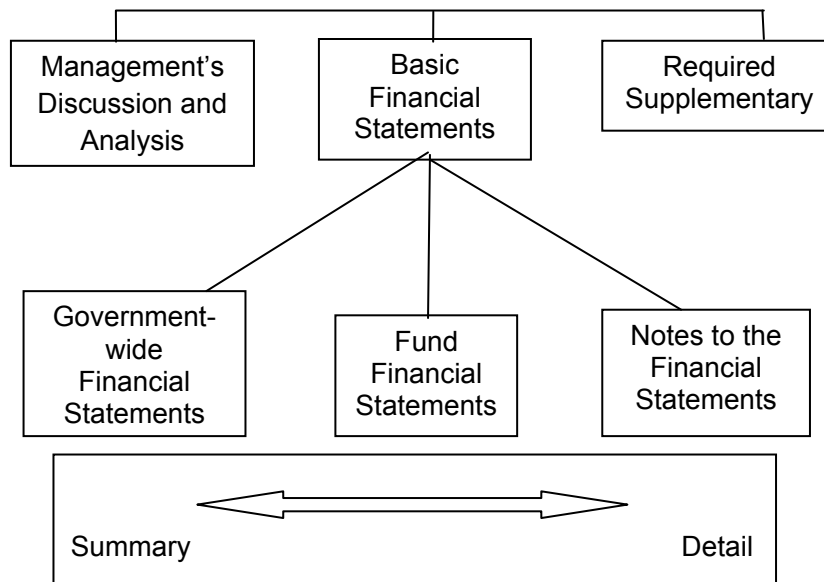 Management’s
Discussion and
Analysis
Basic
Financial
Statements
Required
Supplementary
Government-
wide
Financial
Statements
Fund
Financial
Statements
Notes to the
Financial
Statements
Summary
Detail